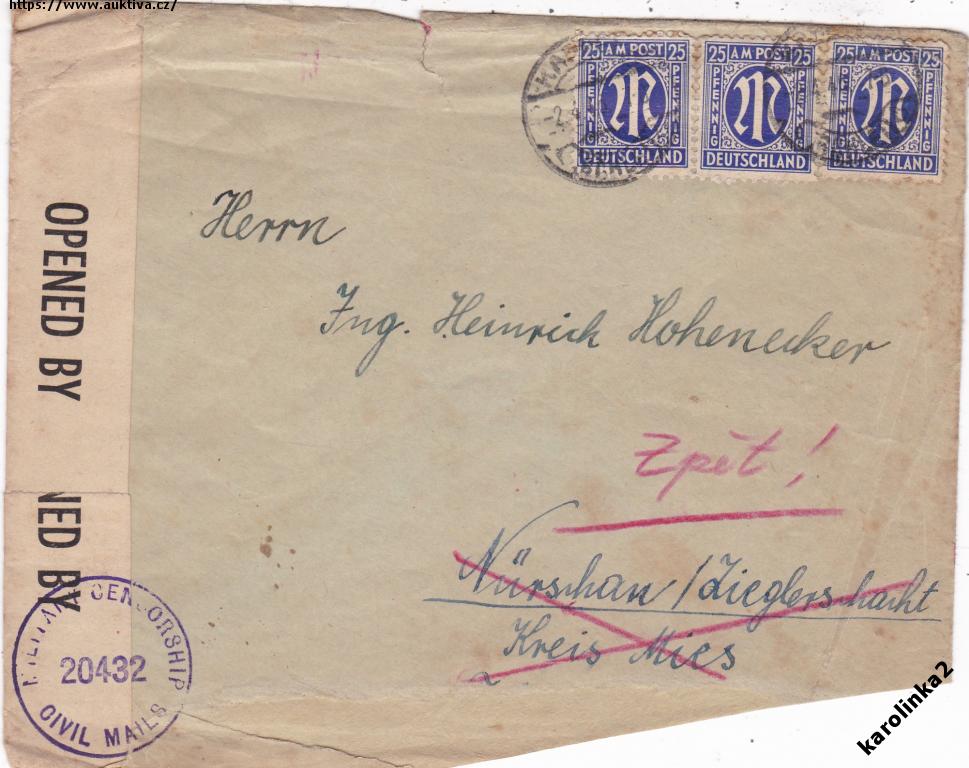 https://www.auktiva.cz/
25 AM POST 25
PFENNIG PFENNIG
DEUTSCHLAND
25 AM POST 25
PFENNIG PFENNIG
DEUTSCHLAND
25 AM POST 25
PFENNIG PFENNIG
DEUTSCHLAND
Herrn
Ing. Heinrich Hohenecker
Zpět!
Nürschan/Zieglerschacht
Kreis Mies
OPENED BY
NED BY
MILITARY CENSORSHIP
20432
CIVIL MAILS
karolinka2